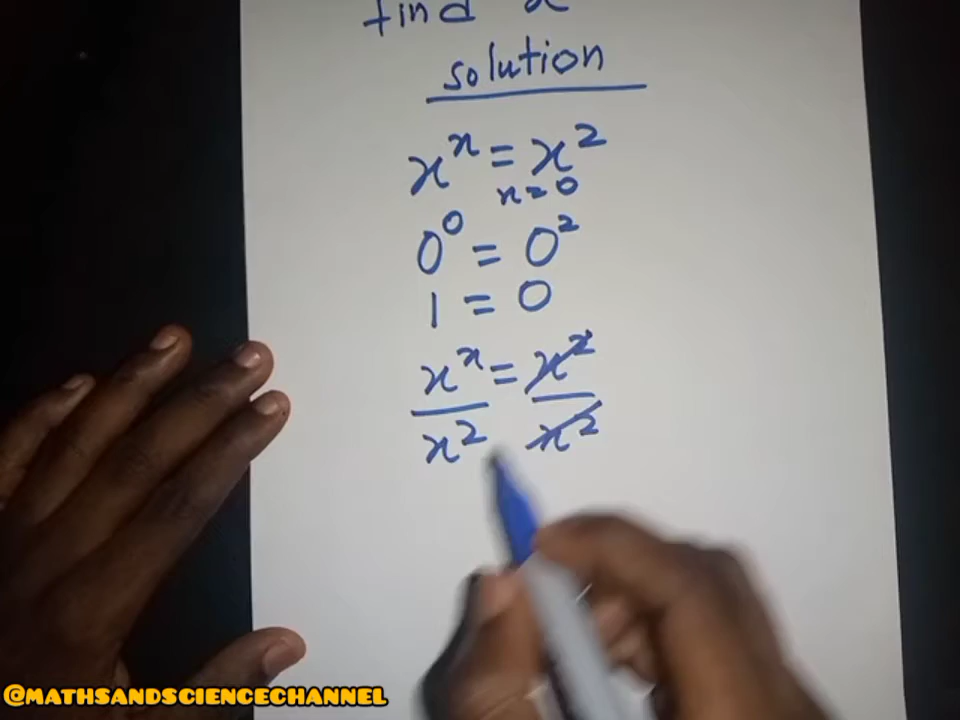 find x
solution
x^x = x^2
x = 0
0^0 = 0^2
1 = 0
x^x/x^2 = x^2/x^2
@MATHSANDSCIENCECHANNEL